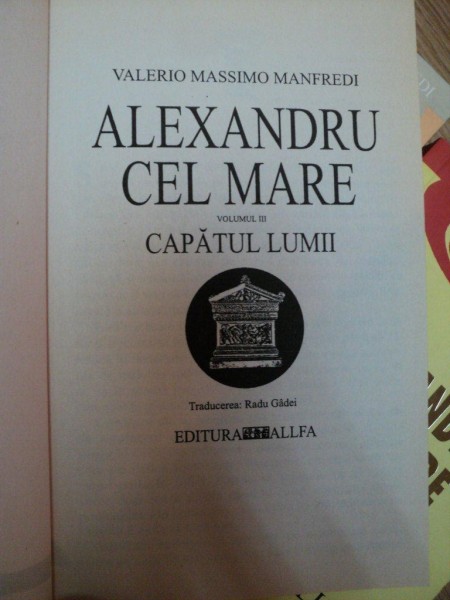 VALERIO MASSIMO MANFREDI
ALEXANDRU
CEL MARE
VOLUMUL III
CAPĂTUL LUMII
Traducerea: Radu Gâdei
EDITURA ALLFA